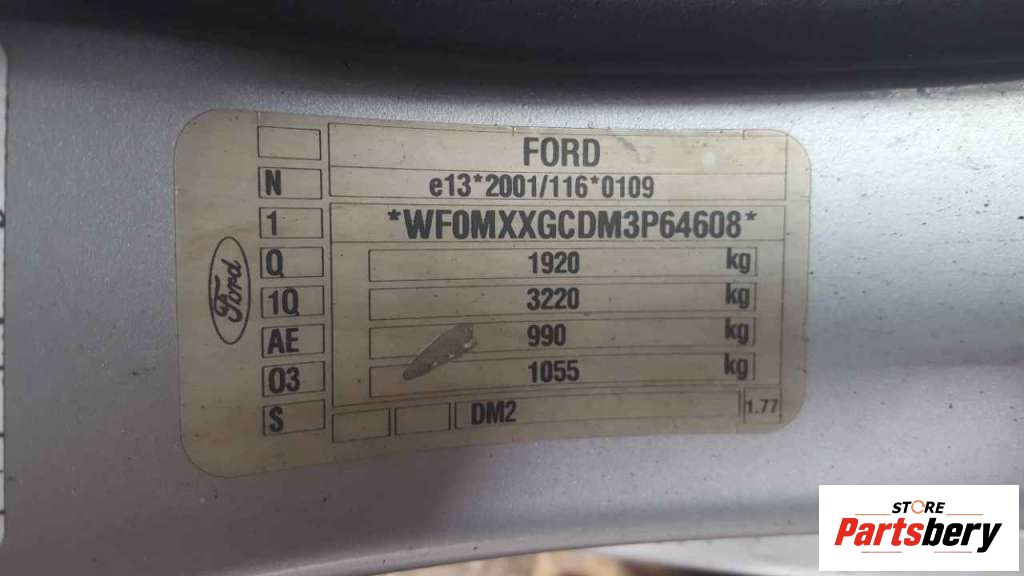 FORD
N e13*2001/116*0109
1 *WF0MXXGCDM3P64608*
Q 1920 kg
1Q 3220 kg
AE 990 kg
03 1055 kg
S DM2 1.77
Ford
STORE
Partsbery